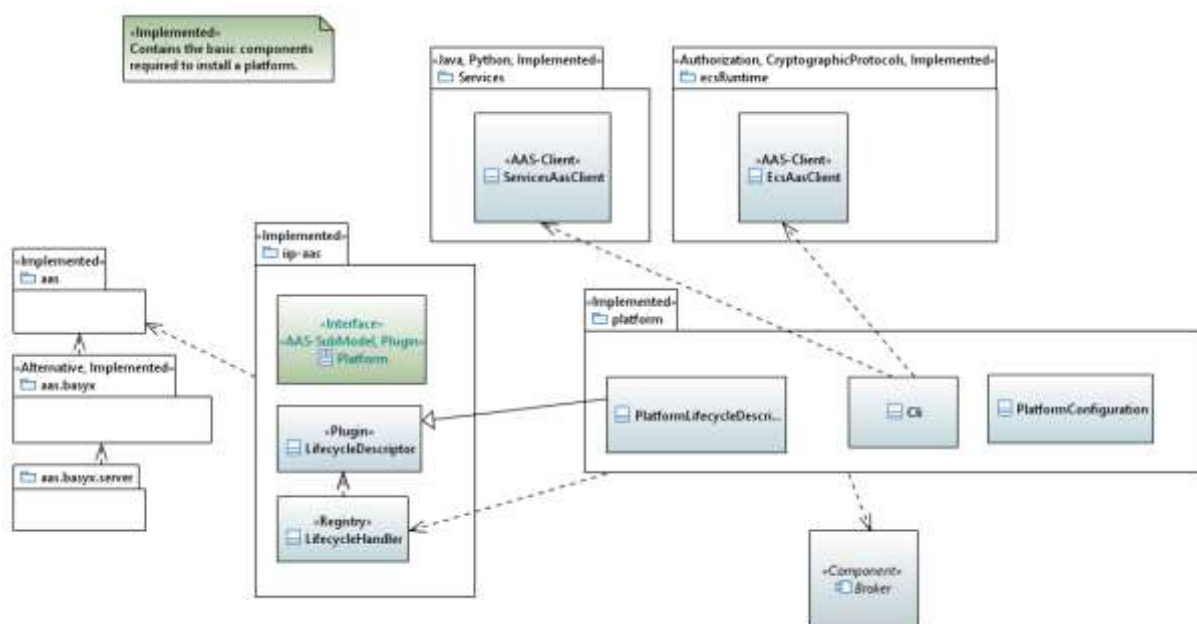 «Implemented»
Contains the basic components
required to install a platform.
«Java, Python, Implemented»
Services
«AAS-Client»
ServicesAasClient
«Authorization, CryptographicProtocols, Implemented»
ecsRuntime
«AAS-Client»
EcsAasClient
«Implemented»
aas
«Alternative, Implemented»
aas.basyx
aas.basyx.server
«Implemented»
iip-aas
«Interface»
«AAS-SubModel, Plugin»
Platform
«Plugin»
LifecycleDescriptor
«Registry»
LifecycleHandler
«Implemented»
platform
PlatformLifecycleDescri...
Cli
PlatformConfiguration
«Component»
Broker